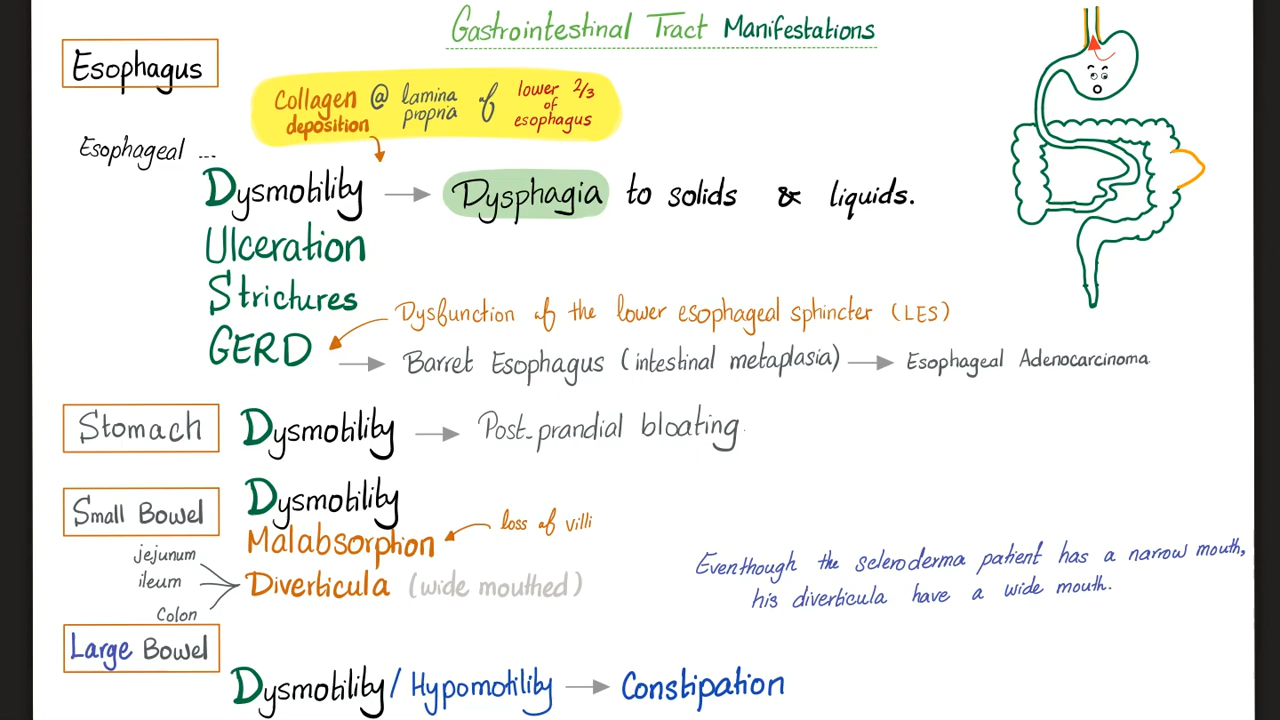 Gastrointestinal Tract Manifestations
Esophagus
Collagen deposition @ lamina propria of lower 2/3 of esophagus
Esophageal ...
Dysmotility → Dysphagia to solids & liquids.
Ulceration
Strictures
Dysfunction of the lower esophageal sphincter (LES)
GERD → Barret Esophagus (intestinal metaplasia) → Esophageal Adenocarcinoma
Stomach Dysmotility → Post-prandial bloating
Small Bowel Dysmotility
loss of villi
Malabsorption
jejunum
ileum
Colon
Diverticula (wide mouthed)
Eventhough the scleroderma patient has a narrow mouth,
his diverticula have a wide mouth.
Large Bowel
Dysmotility/Hypomotility → Constipation